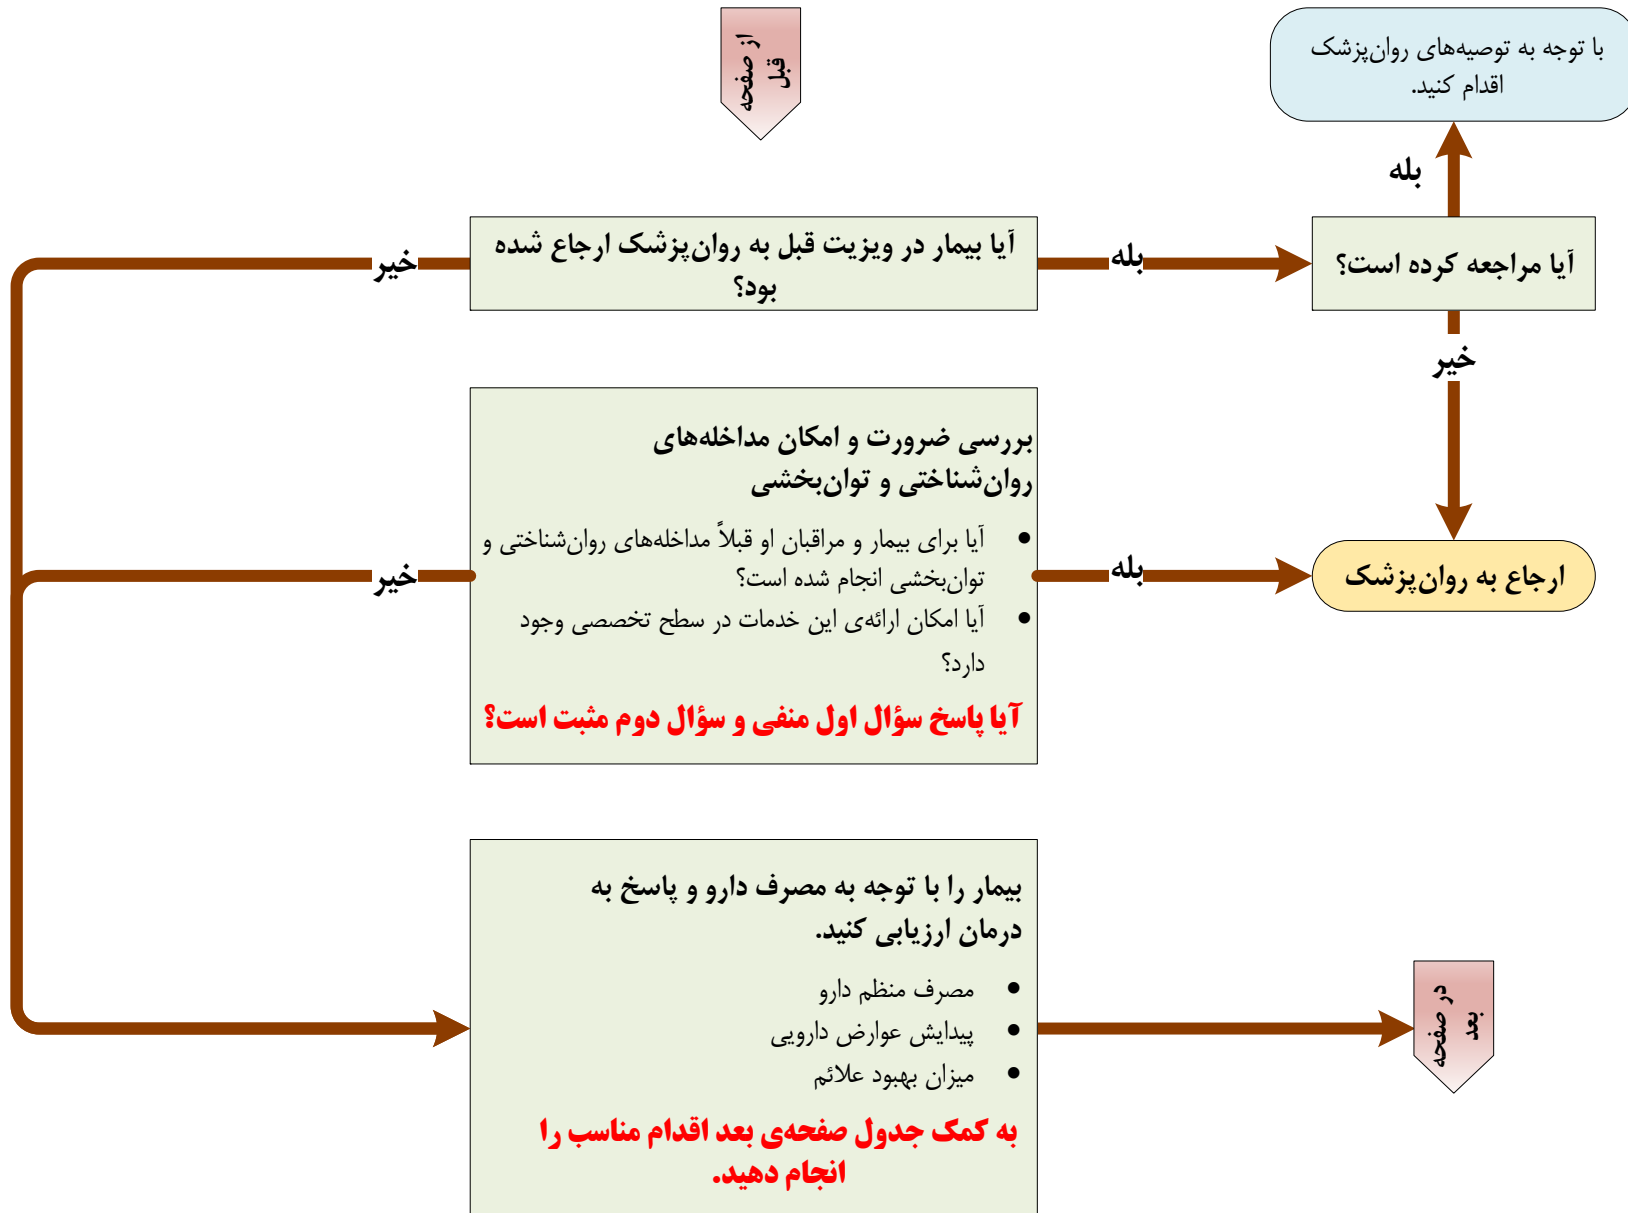 از صفحه
قبل
با توجه به توصیه‌های روان‌پزشک
اقدام کنید.
بله
آیا بیمار در ویزیت قبل به روان‌پزشک ارجاع شده
بود؟
بله
خیر
آیا مراجعه کرده است؟
خیر
بررسی ضرورت و امکان مداخله‌های
روان‌شناختی و توان‌بخشی
• آیا برای بیمار و مراقبان او قبلاً مداخله‌های روان‌شناختی و
توان‌بخشی انجام شده است؟
• آیا امکان ارائه‌ی این خدمات در سطح تخصصی وجود
دارد؟
آیا پاسخ سؤال اول منفی و سؤال دوم مثبت است؟
بله
خیر
ارجاع به روان‌پزشک
بیمار را با توجه به مصرف دارو و پاسخ به
درمان ارزیابی کنید.
• مصرف منظم دارو
• پیدایش عوارض دارویی
• میزان بهبود علائم
به کمک جدول صفحه‌ی بعد اقدام مناسب را
انجام دهید.
در صفحه
بعد